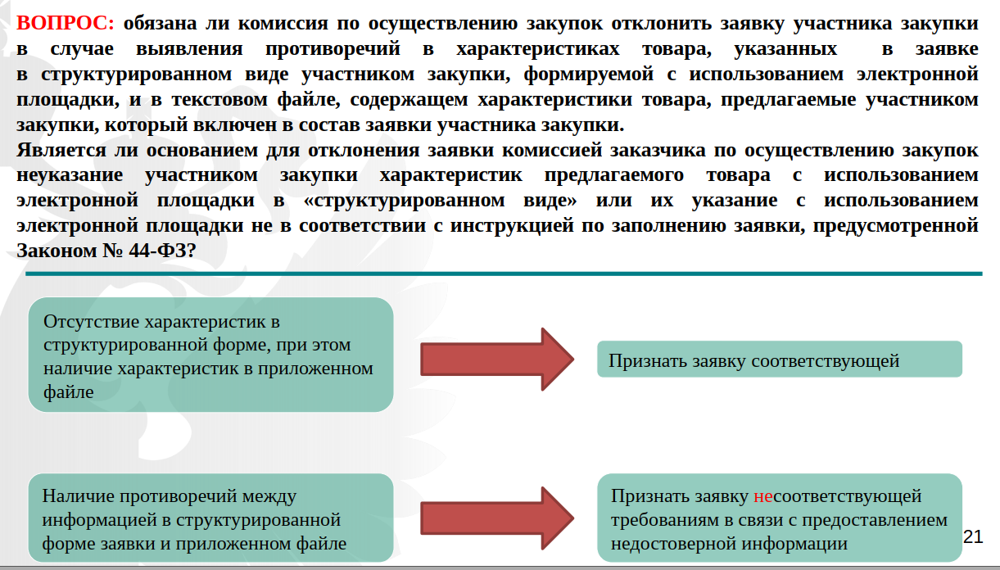 ВОПРОС: обязана ли комиссия по осуществлению закупок отклонить заявку участника закупки
в случае выявления противоречий в характеристиках товара, указанных в заявке
в структурированном виде участником закупки, формируемой с использованием электронной
площадки, и в текстовом файле, содержащем характеристики товара, предлагаемые участником
закупки, который включен в состав заявки участника закупки.
Является ли основанием для отклонения заявки комиссией заказчика по осуществлению закупок
неуказание участником закупки характеристик предлагаемого товара с использованием
электронной площадки в «структурированном виде» или их указание с использованием
электронной площадки не в соответствии с инструкцией по заполнению заявки, предусмотренной
Законом № 44-ФЗ?
Отсутствие характеристик в
структурированной форме, при этом
наличие характеристик в приложенном
файле
Признать заявку соответствующей
Наличие противоречий между
информацией в структурированной
форме заявки и приложенном файле
Признать заявку несоответствующей
требованиям в связи с предоставлением
недостоверной информации
21